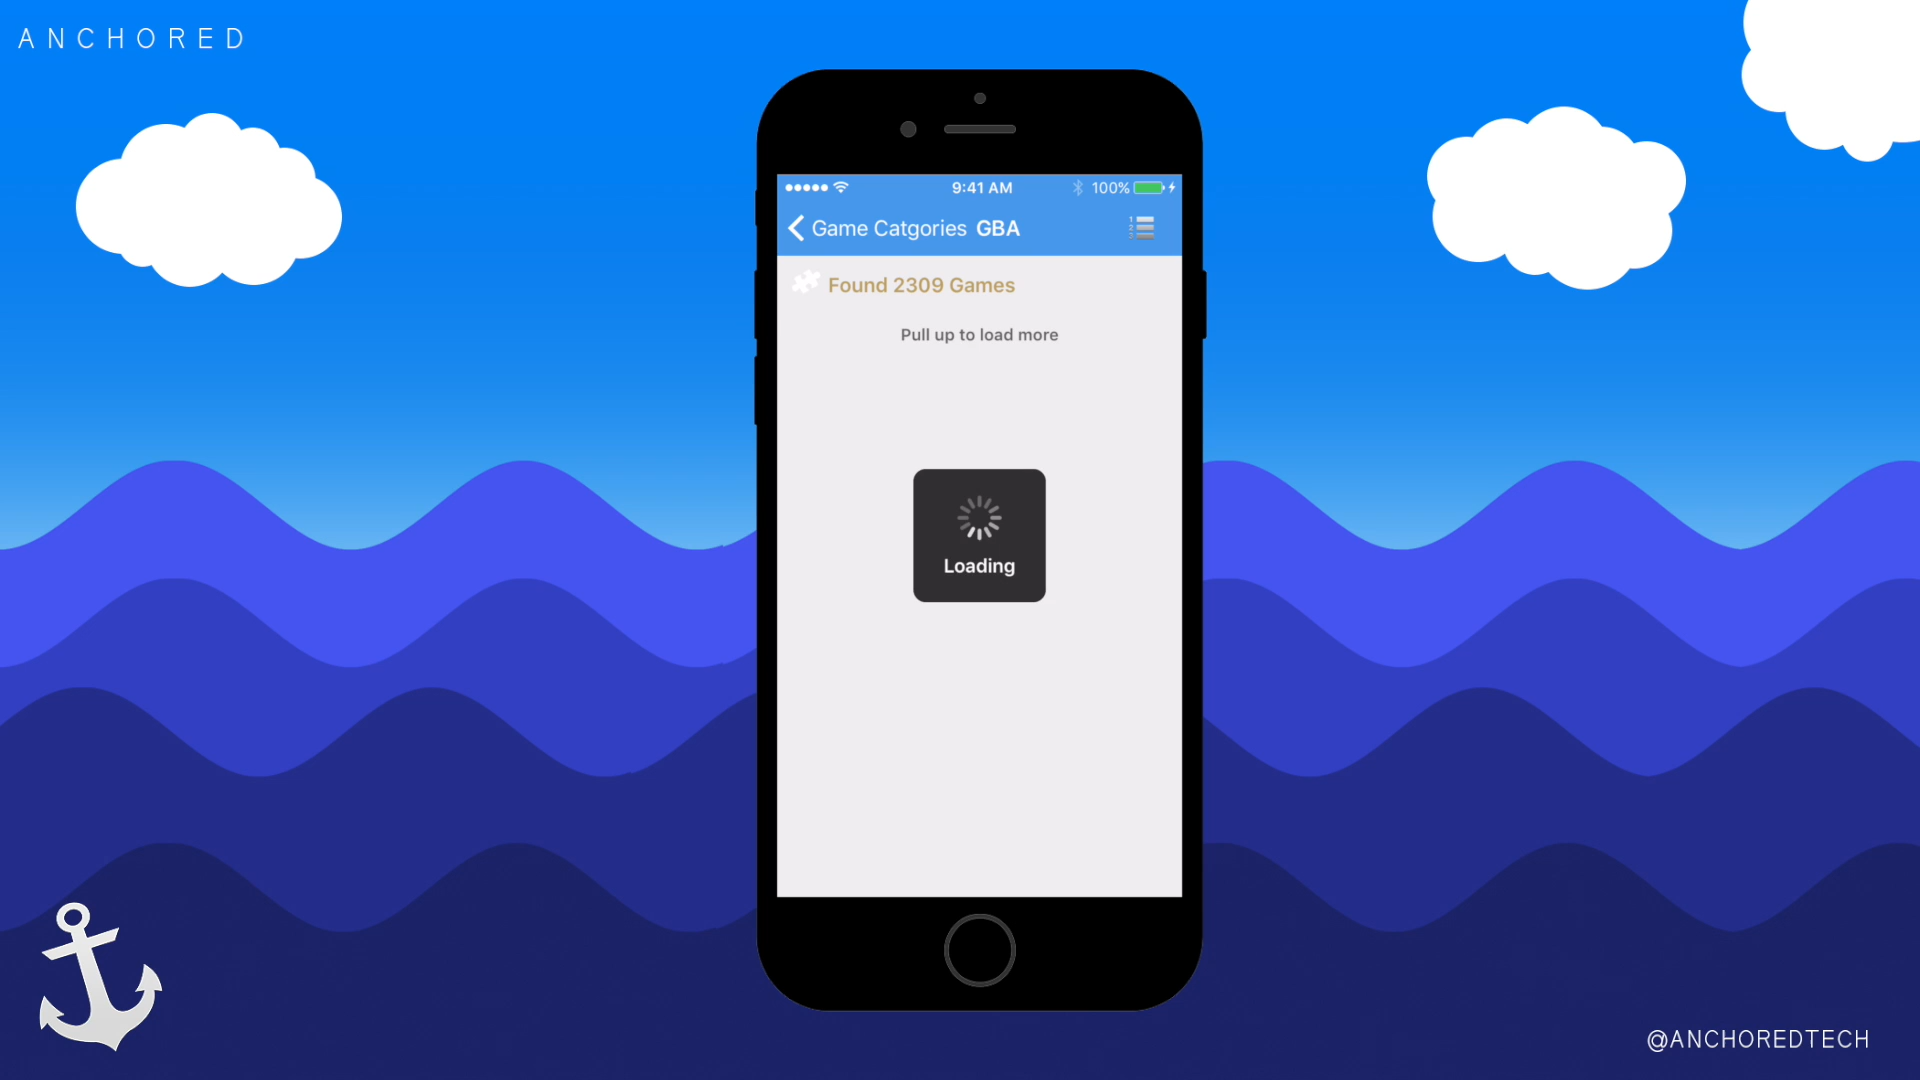 ANCHORED
9:41 AM
100%
Game Catgories GBA
Found 2309 Games
Pull up to load more
Loading
@ANCHOREDTECH